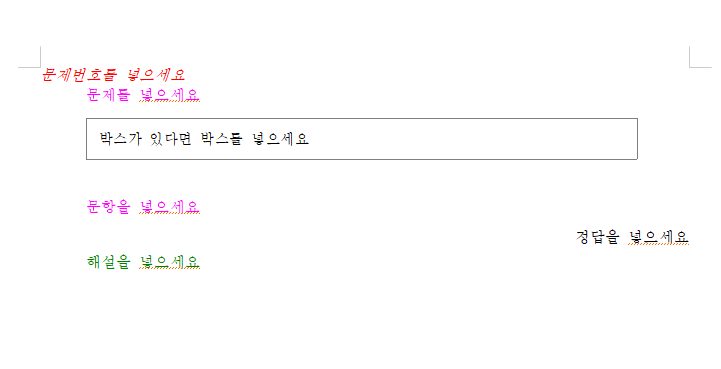 문제번호를 넣으세요
문제를 넣으세요
박스가 있다면 박스를 넣으세요
문항을 넣으세요
정답을 넣으세요
해설을 넣으세요